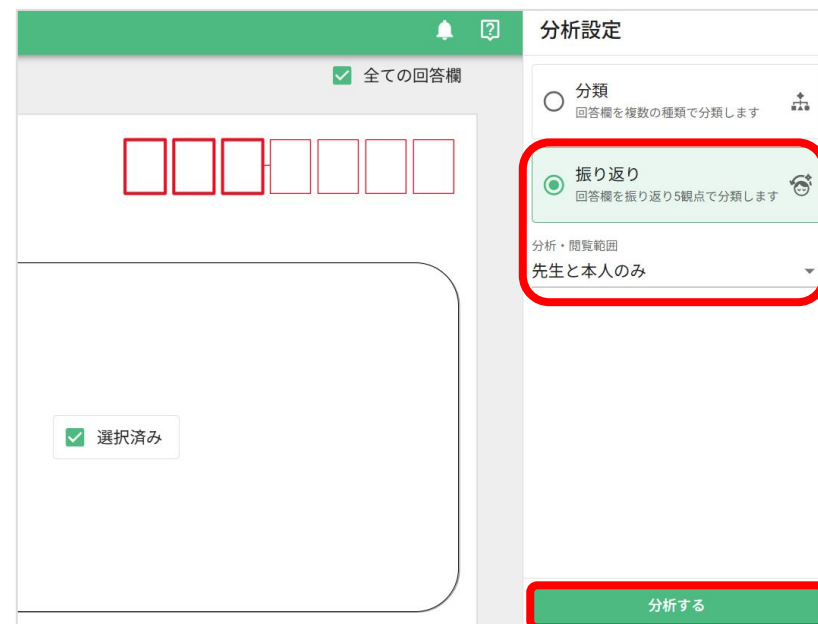 分析設定
全ての回答欄
分類
回答欄を複数の種類で分類します
振り返り
回答欄を振り返り5観点で分類します
分析・閲覧範囲
先生と本人のみ
選択済み
分析する